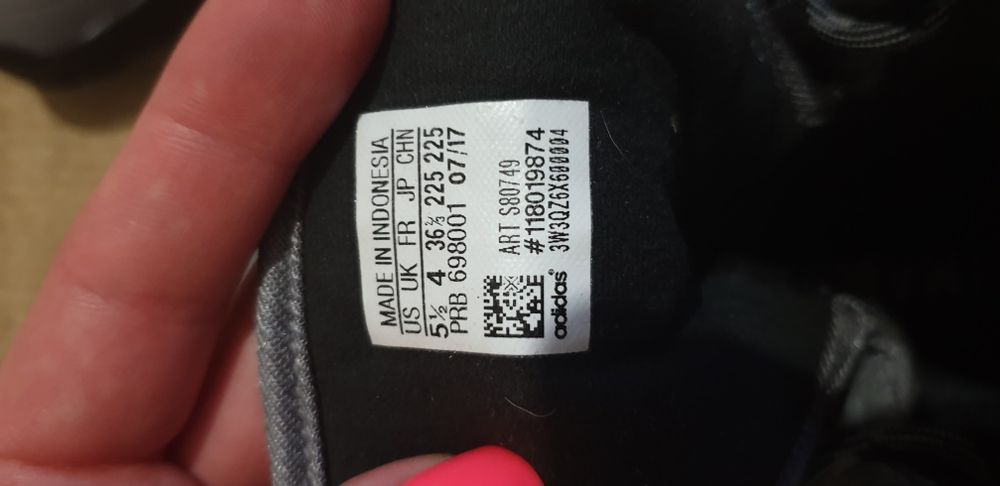 MADE IN INDONESIA
US UK FR JP CHN
5½ 4 36⅔ 225 225
PRB 698001 07/17
ART S80749
#118019874
3W3QZ6X600004
adidas®